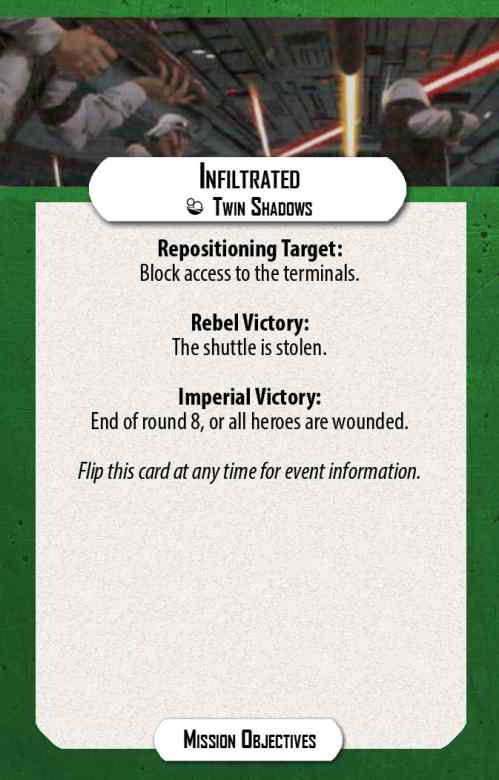 Infiltrated
Twin Shadows
Repositioning Target:
Block access to the terminals.
Rebel Victory:
The shuttle is stolen.
Imperial Victory:
End of round 8, or all heroes are wounded.
Flip this card at any time for event information.
Mission Objectives